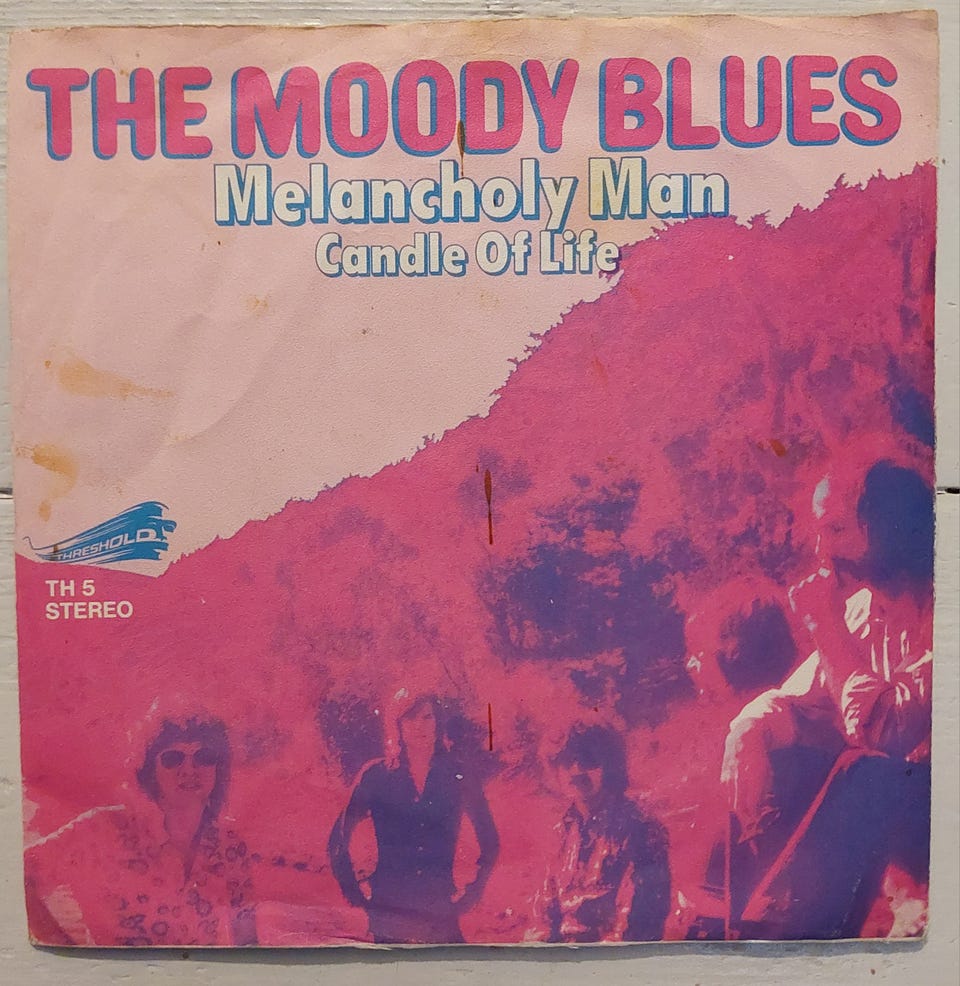 THE MOODY BLUES
Melancholy Man
Candle Of Life
THRESHOLD
TH 5
STEREO